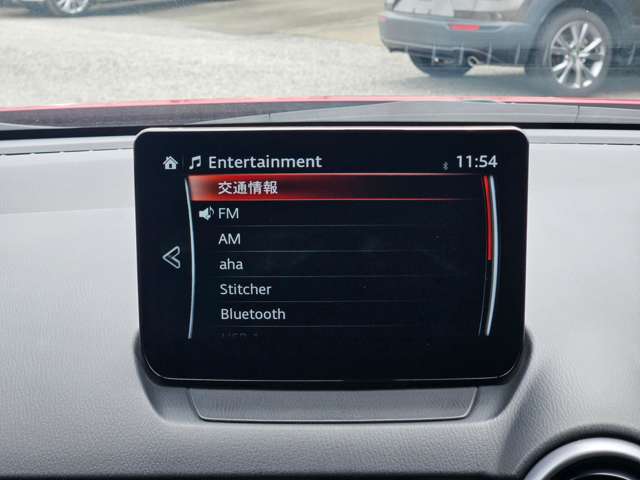 Entertainment 11:54
交通情報
FM
AM
aha
Stitcher
Bluetooth